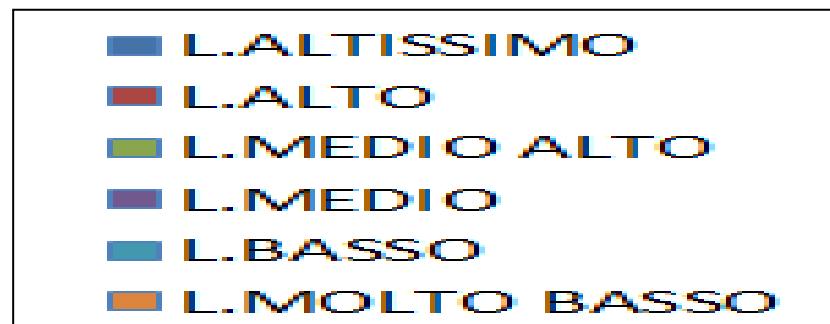 L.ALTISSIMO
L.ALTO
L.MEDIO ALTO
L.MEDIO
L.BASSO
L.MOLTO BASSO